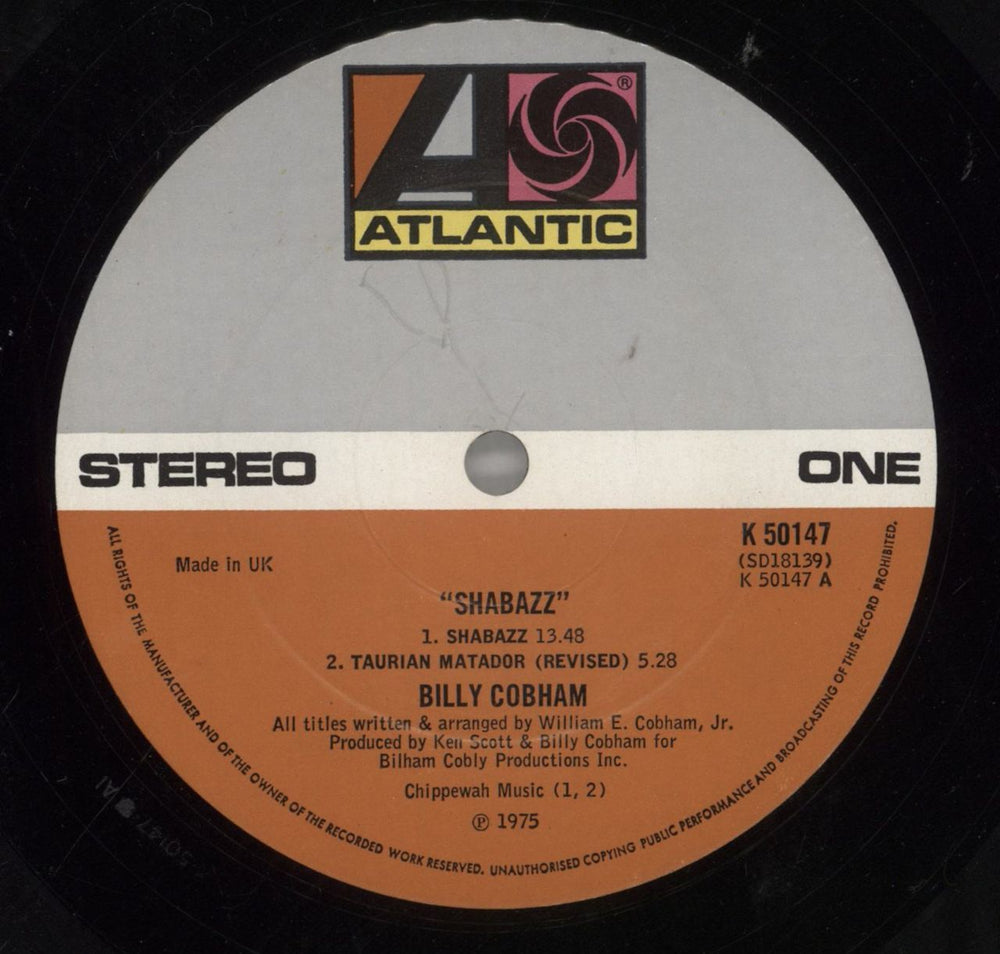 ®
ATLANTIC
STEREO
ONE
Made in UK
K 50147
(SD18139)
K 50147 A
"SHABAZZ"
1. SHABAZZ 13.48
2. TAURIAN MATADOR (REVISED) 5.28
BILLY COBHAM
All titles written & arranged by William E. Cobham, Jr.
Produced by Ken Scott & Billy Cobham for
Bilham Cobly Productions Inc.
Chippewah Music (1, 2)
℗ 1975
ALL RIGHTS OF THE MANUFACTURER AND OF THE OWNER OF THE RECORDED WORK RESERVED. UNAUTHORISED COPYING PUBLIC PERFORMANCE AND BROADCASTING OF THIS RECORD PROHIBITED.